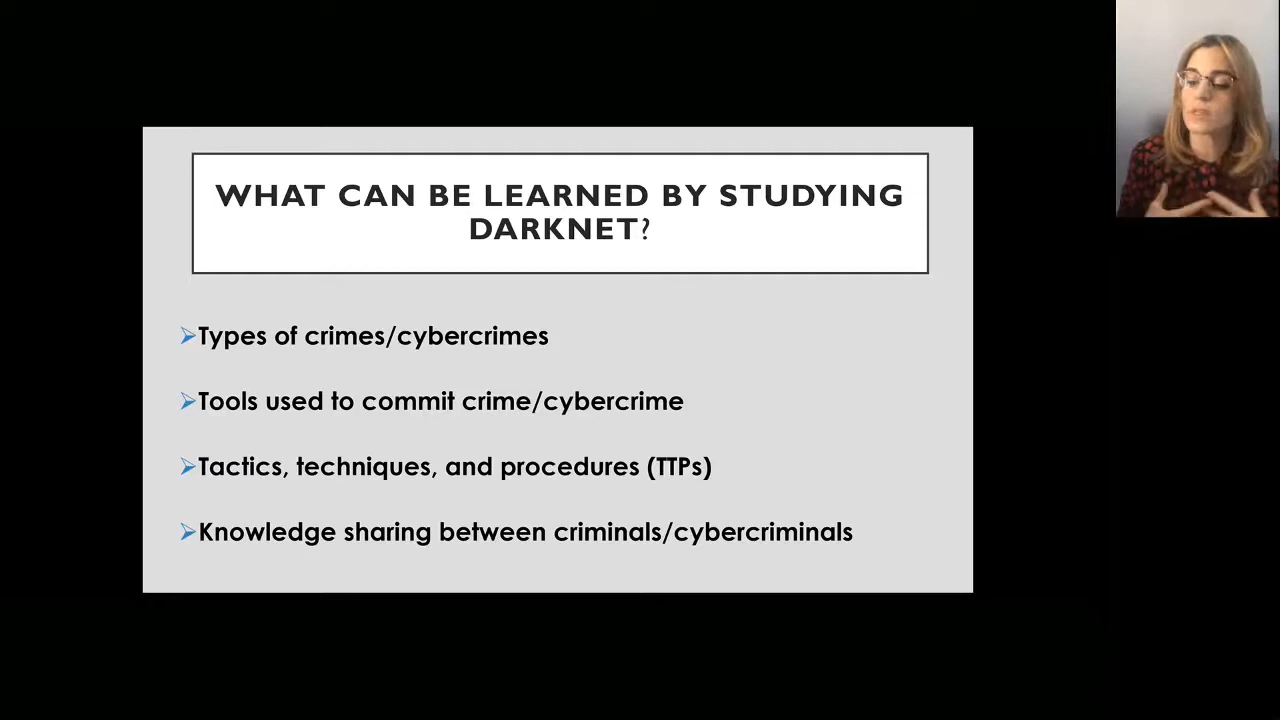 WHAT CAN BE LEARNED BY STUDYING
DARKNET?
Types of crimes/cybercrimes
Tools used to commit crime/cybercrime
Tactics, techniques, and procedures (TTPs)
Knowledge sharing between criminals/cybercriminals